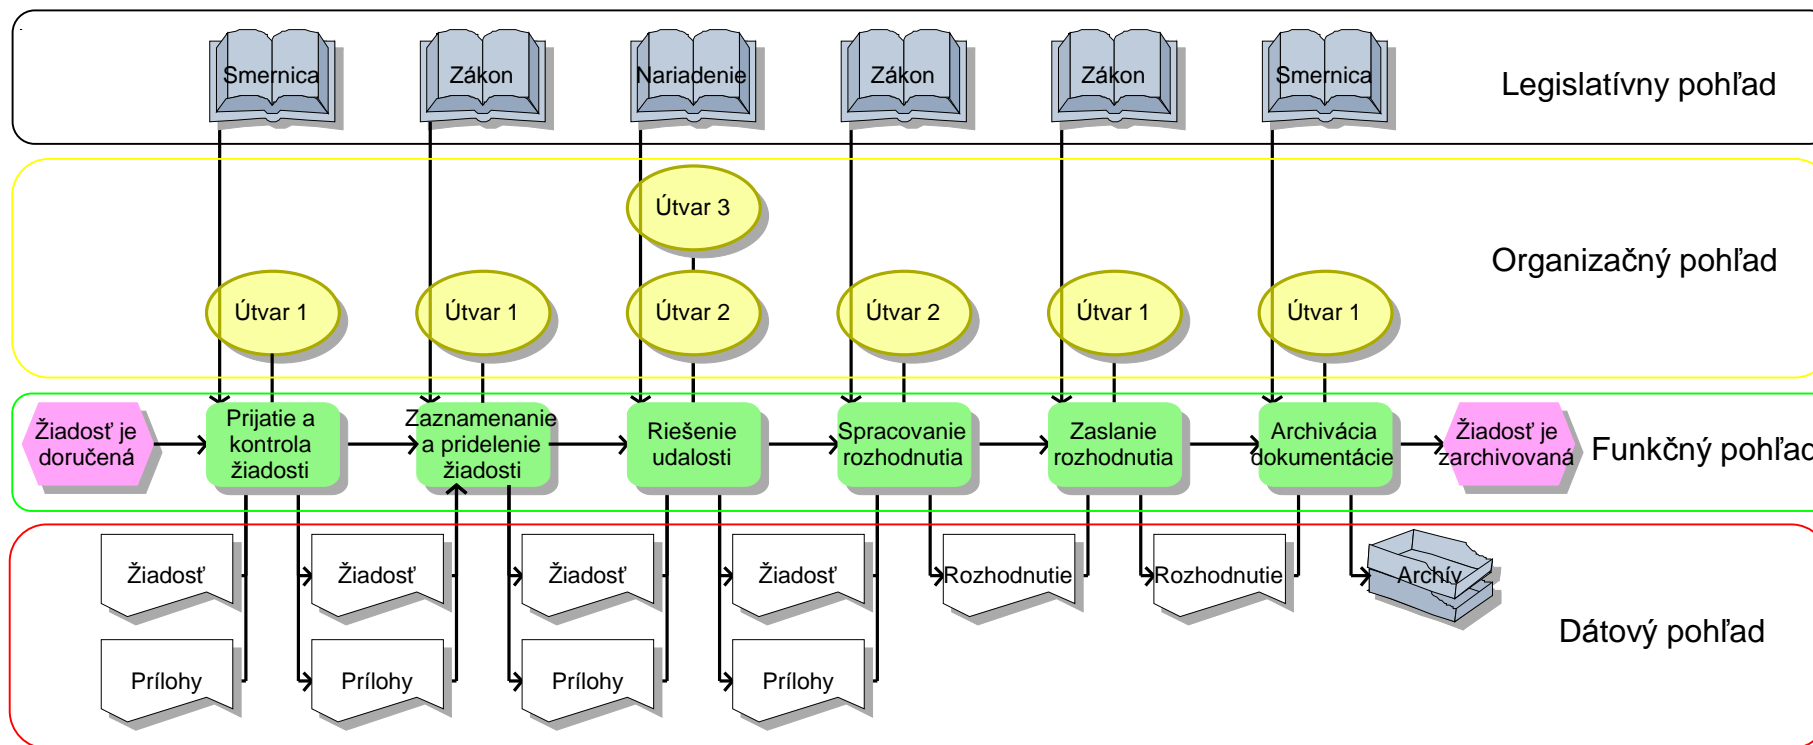 Smernica
Zákon
Nariadenie
Zákon
Zákon
Smernica
Legislatívny pohľad
Útvar 3
Organizačný pohľad
Útvar 1
Útvar 1
Útvar 2
Útvar 2
Útvar 1
Útvar 1
Žiadosť je
doručená
Prijatie a
kontrola
žiadosti
Zaznamenanie
a pridelenie
žiadosti
Riešenie
udalosti
Spracovanie
rozhodnutia
Zaslanie
rozhodnutia
Archivácia
dokumentácie
Žiadosť je
zarchivovaná
Funkčný pohľad
Žiadosť
Žiadosť
Žiadosť
Žiadosť
Rozhodnutie
Rozhodnutie
Archív
Dátový pohľad
Prílohy
Prílohy
Prílohy
Prílohy